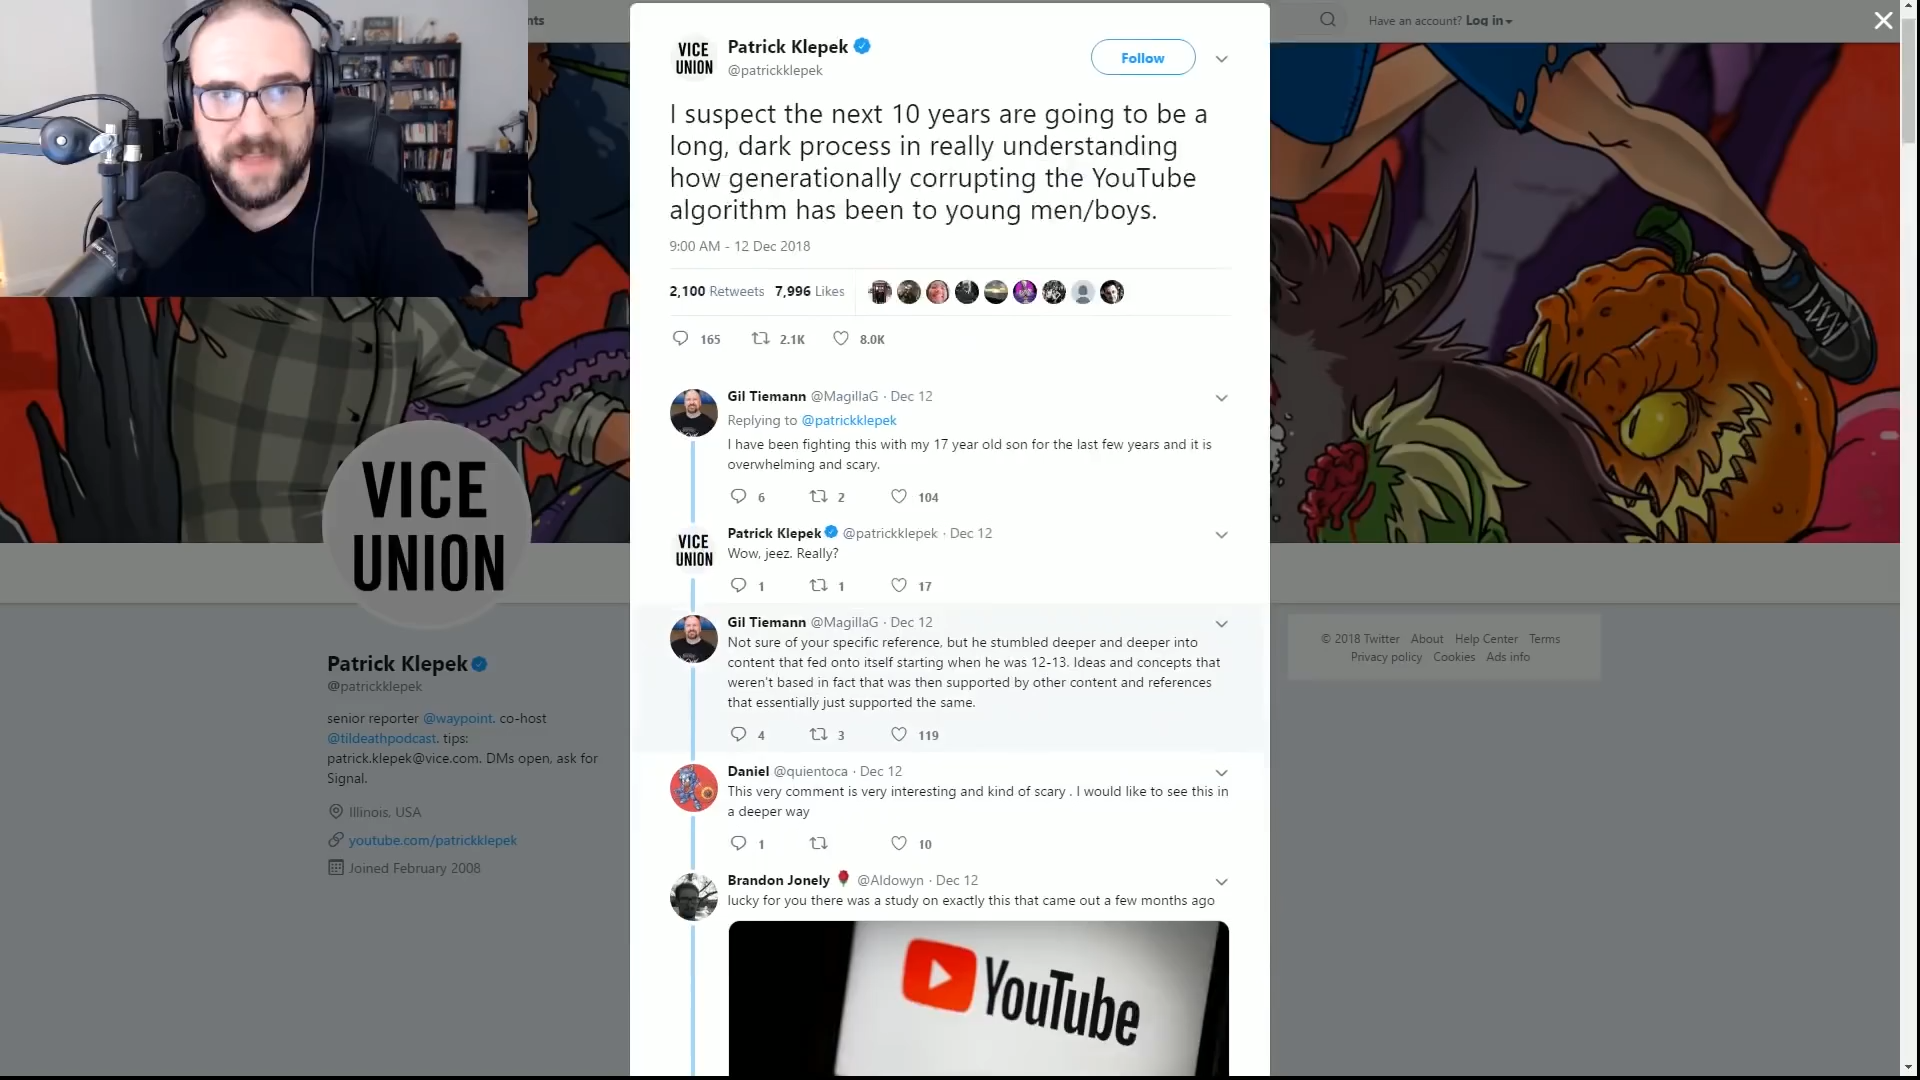 nts
Have an account? Log in
VICE
UNION
Patrick Klepek
@patrickklepek
Follow
I suspect the next 10 years are going to be a
long, dark process in really understanding
how generationally corrupting the YouTube
algorithm has been to young men/boys.
9:00 AM - 12 Dec 2018
2,100 Retweets 7,996 Likes
165 2.1K 8.0K
Gil Tiemann @MagillaG · Dec 12
Replying to @patrickklepek
I have been fighting this with my 17 year old son for the last few years and it is
overwhelming and scary.
6 2 104
VICE
UNION
Patrick Klepek @patrickklepek · Dec 12
Wow, jeez. Really?
1 1 17
Gil Tiemann @MagillaG · Dec 12
Not sure of your specific reference, but he stumbled deeper and deeper into
content that fed onto itself starting when he was 12-13. Ideas and concepts that
weren't based in fact that was then supported by other content and references
that essentially just supported the same.
4 3 119
Daniel @quientoca · Dec 12
This very comment is very interesting and kind of scary . I would like to see this in
a deeper way
1 10
Brandon Jonely @Aldowyn · Dec 12
lucky for you there was a study on exactly this that came out a few months ago
YouTube
VICE
UNION
Patrick Klepek
@patrickklepek
senior reporter @waypoint. co-host
@tildeathpodcast. tips:
patrick.klepek@vice.com. DMs open, ask for
Signal.
Illinois, USA
youtube.com/patrickklepek
Joined February 2008
© 2018 Twitter About Help Center Terms
Privacy policy Cookies Ads info